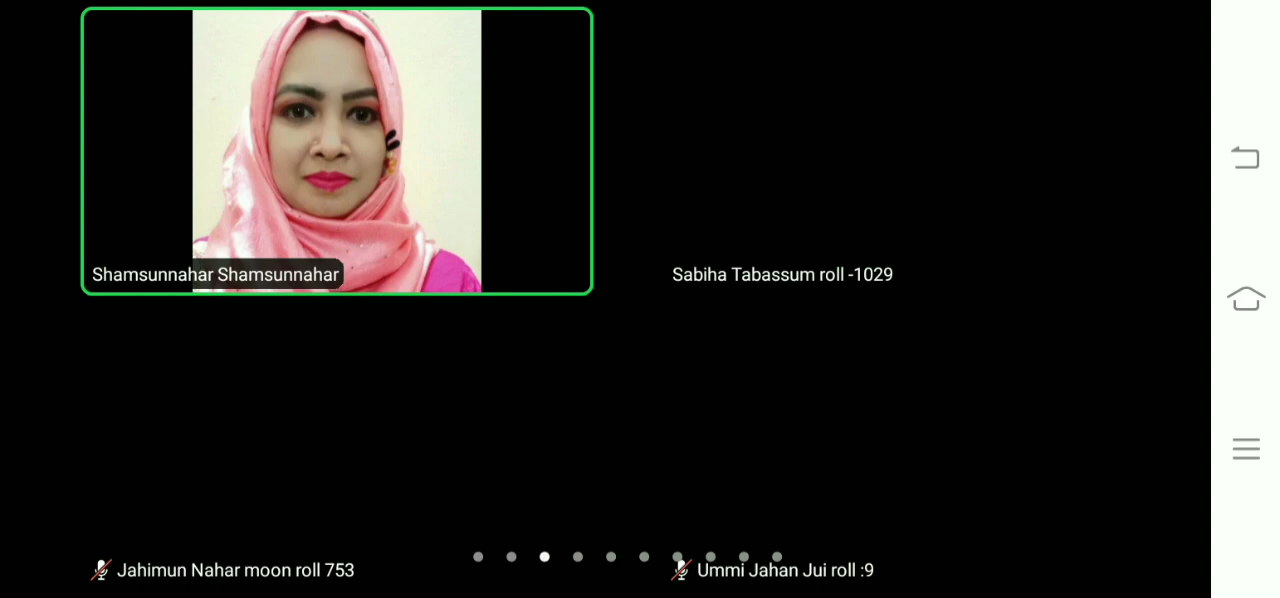 Shamsunnahar Shamsunnahar
Sabiha Tabassum roll -1029
Jahimun Nahar moon roll 753
Ummi Jahan Jui roll :9